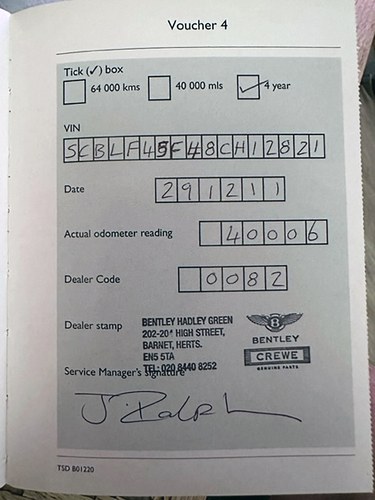 Voucher 4
Tick (✓) box
64 000 kms 40 000 mls ✓ 4 year
VIN
SCBLF45F48CH12821
Date 291211
Actual odometer reading 40006
Dealer Code 0082
Dealer stamp
BENTLEY HADLEY GREEN
202-204 HIGH STREET,
BARNET, HERTS.
EN5 5TA
TEL: 020 8440 8252
B
BENTLEY
CREWE
GENUINE PARTS
Service Manager's signature
J Ralph
TSD B01220